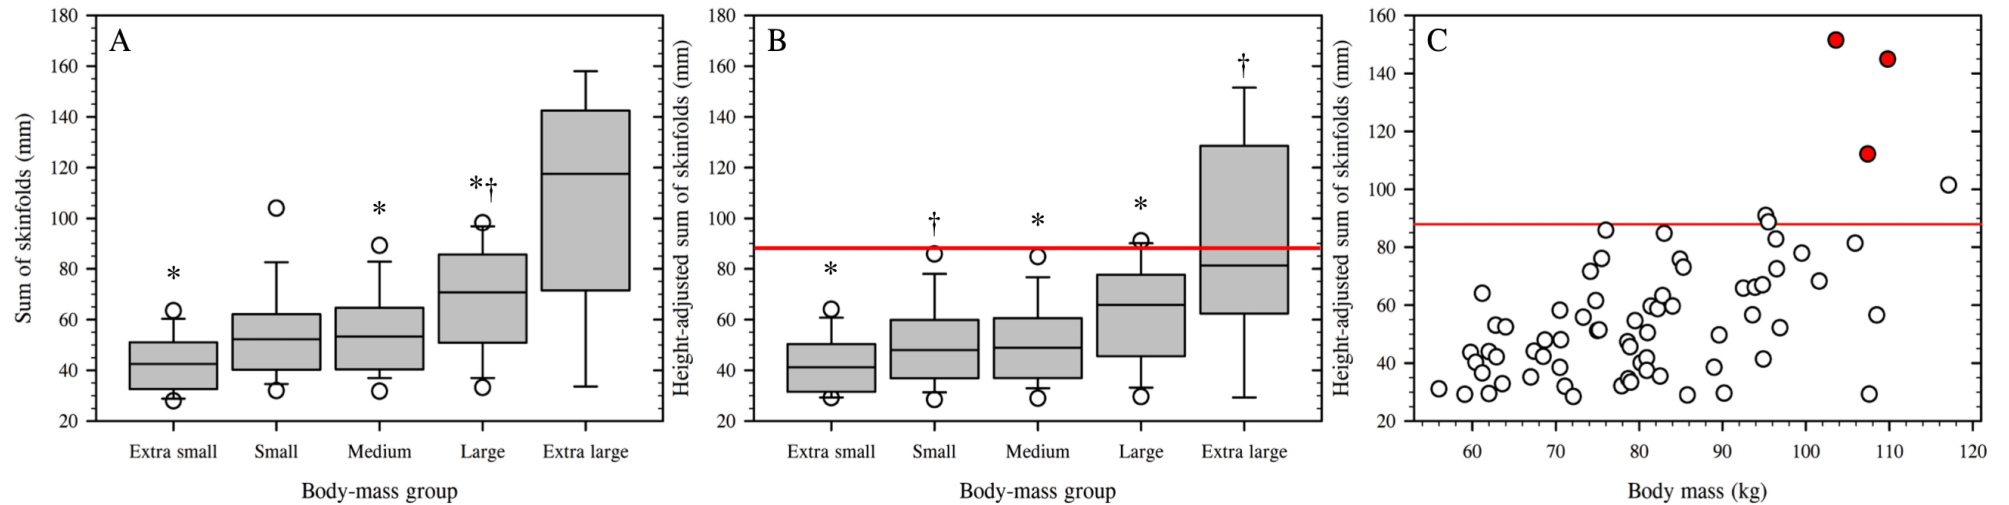 A
Sum of skinfolds (mm)
180
160
140
120
100
80
60
40
20
*
*
*†
Extra small Small Medium Large Extra large
Body-mass group
B
Height-adjusted sum of skinfolds (mm)
180
160
140
120
100
80
60
40
20
*
†
*
*
†
Extra small Small Medium Large Extra large
Body-mass group
C
Height-adjusted sum of skinfolds (mm)
160
140
120
100
80
60
40
20
60 70 80 90 100 110 120
Body mass (kg)